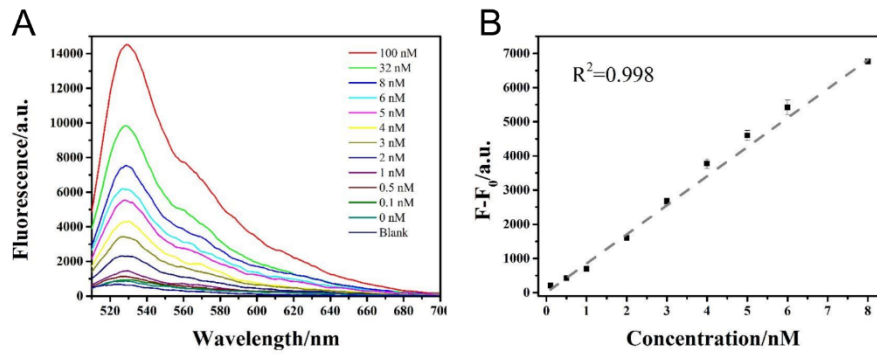 A
14000
12000
10000
8000
6000
4000
2000
0
Fluorescence/a.u.
520 540 560 580 600 620 640 660 680 700
Wavelength/nm
100 nM
32 nM
8 nM
6 nM
5 nM
4 nM
3 nM
2 nM
1 nM
0.5 nM
0.1 nM
0 nM
Blank
B
7000
6000
5000
4000
3000
2000
1000
0
F-F₀/a.u.
R²=0.998
0 1 2 3 4 5 6 7 8
Concentration/nM